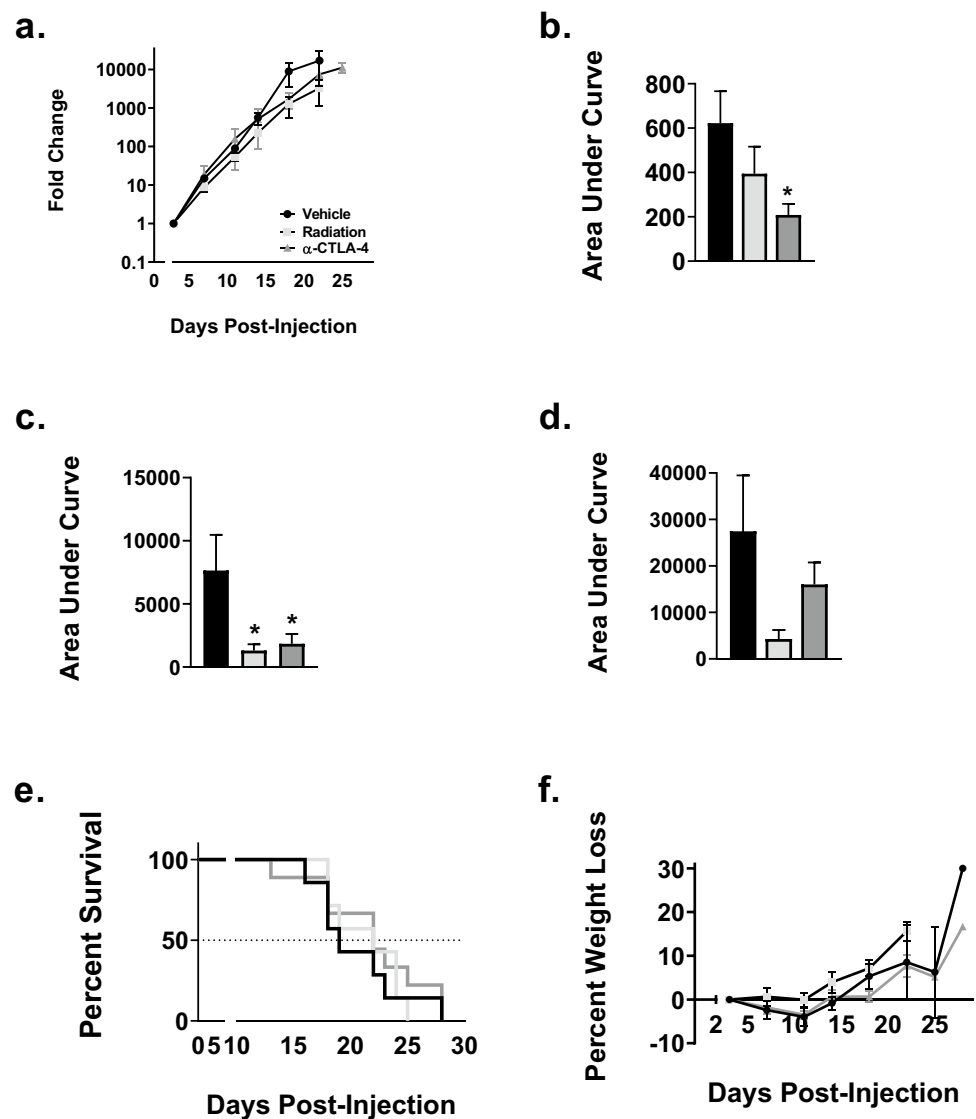 a.
Fold Change
10000
1000
100
10
1
0.1
0 5 10 15 20 25
Vehicle
Radiation
α-CTLA-4
Days Post-Injection
b.
Area Under Curve
800
600
400
200
0
*
c.
Area Under Curve
15000
10000
5000
0
* *
d.
Area Under Curve
40000
30000
20000
10000
0
e.
Percent Survival
100
50
0
0 5 10 15 20 25 30
Days Post-Injection
f.
Percent Weight Loss
30
20
10
0
-10
2 5 10 15 20 25
Days Post-Injection